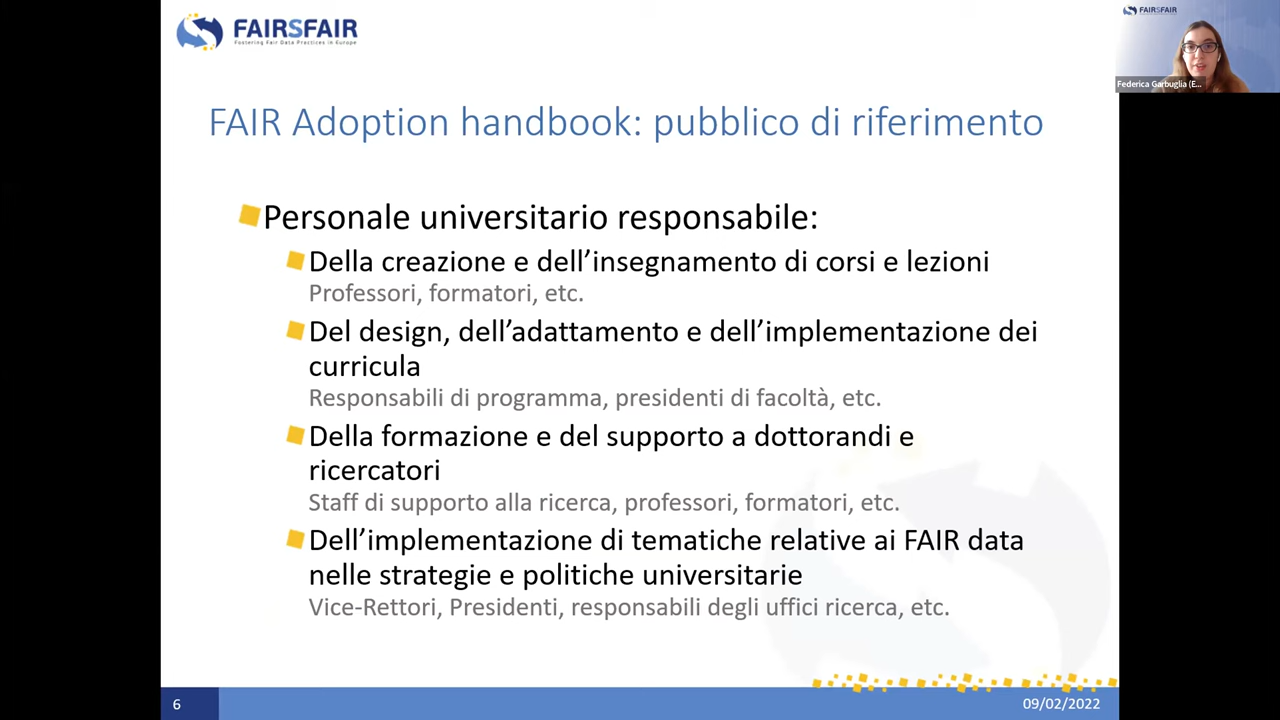 FAIRSFAIR
Fostering Fair Data Practices in Europe
FAIRSFAIR
Federica Garbuglia (E...
FAIR Adoption handbook: pubblico di riferimento
Personale universitario responsabile:
Della creazione e dell’insegnamento di corsi e lezioni
Professori, formatori, etc.
Del design, dell’adattamento e dell’implementazione dei
curricula
Responsabili di programma, presidenti di facoltà, etc.
Della formazione e del supporto a dottorandi e
ricercatori
Staff di supporto alla ricerca, professori, formatori, etc.
Dell’implementazione di tematiche relative ai FAIR data
nelle strategie e politiche universitarie
Vice-Rettori, Presidenti, responsabili degli uffici ricerca, etc.
6
09/02/2022